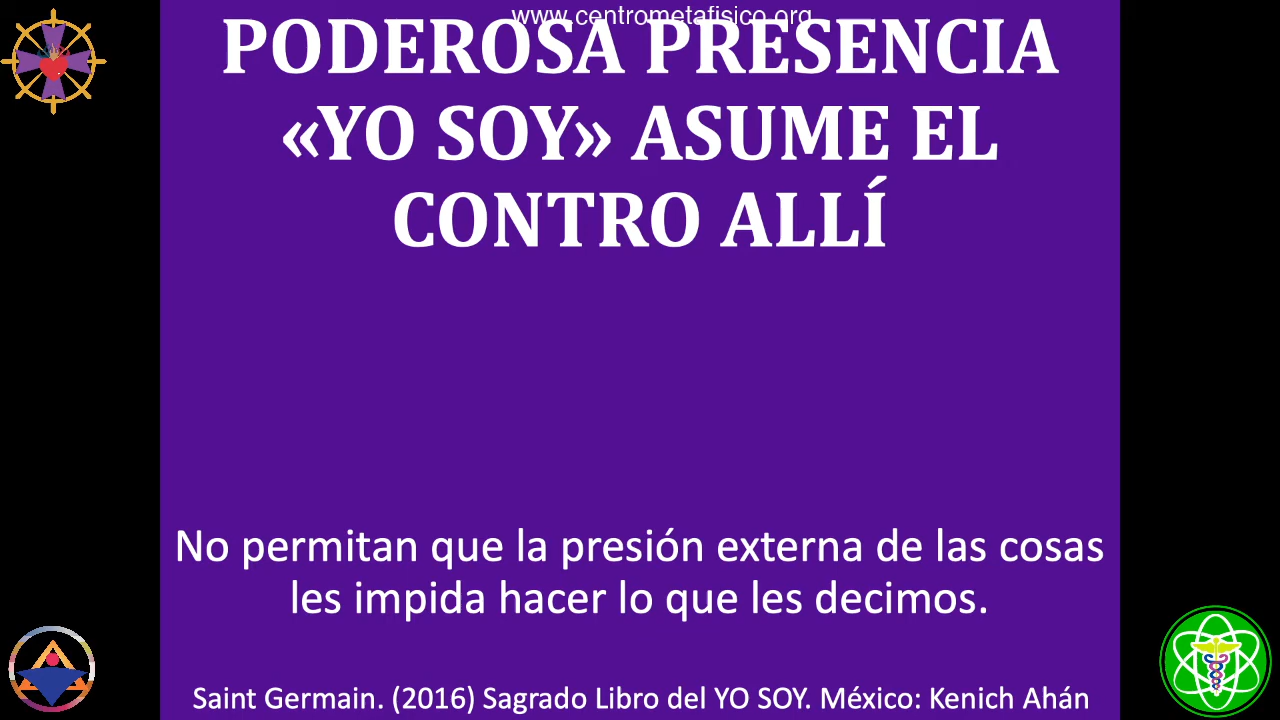 www.centrometafisico.org
PODEROSA PRESENCIA
«YO SOY» ASUME EL
CONTRO ALLÍ
No permitan que la presión externa de las cosas
les impida hacer lo que les decimos.
Saint Germain. (2016) Sagrado Libro del YO SOY. México: Kenich Ahán